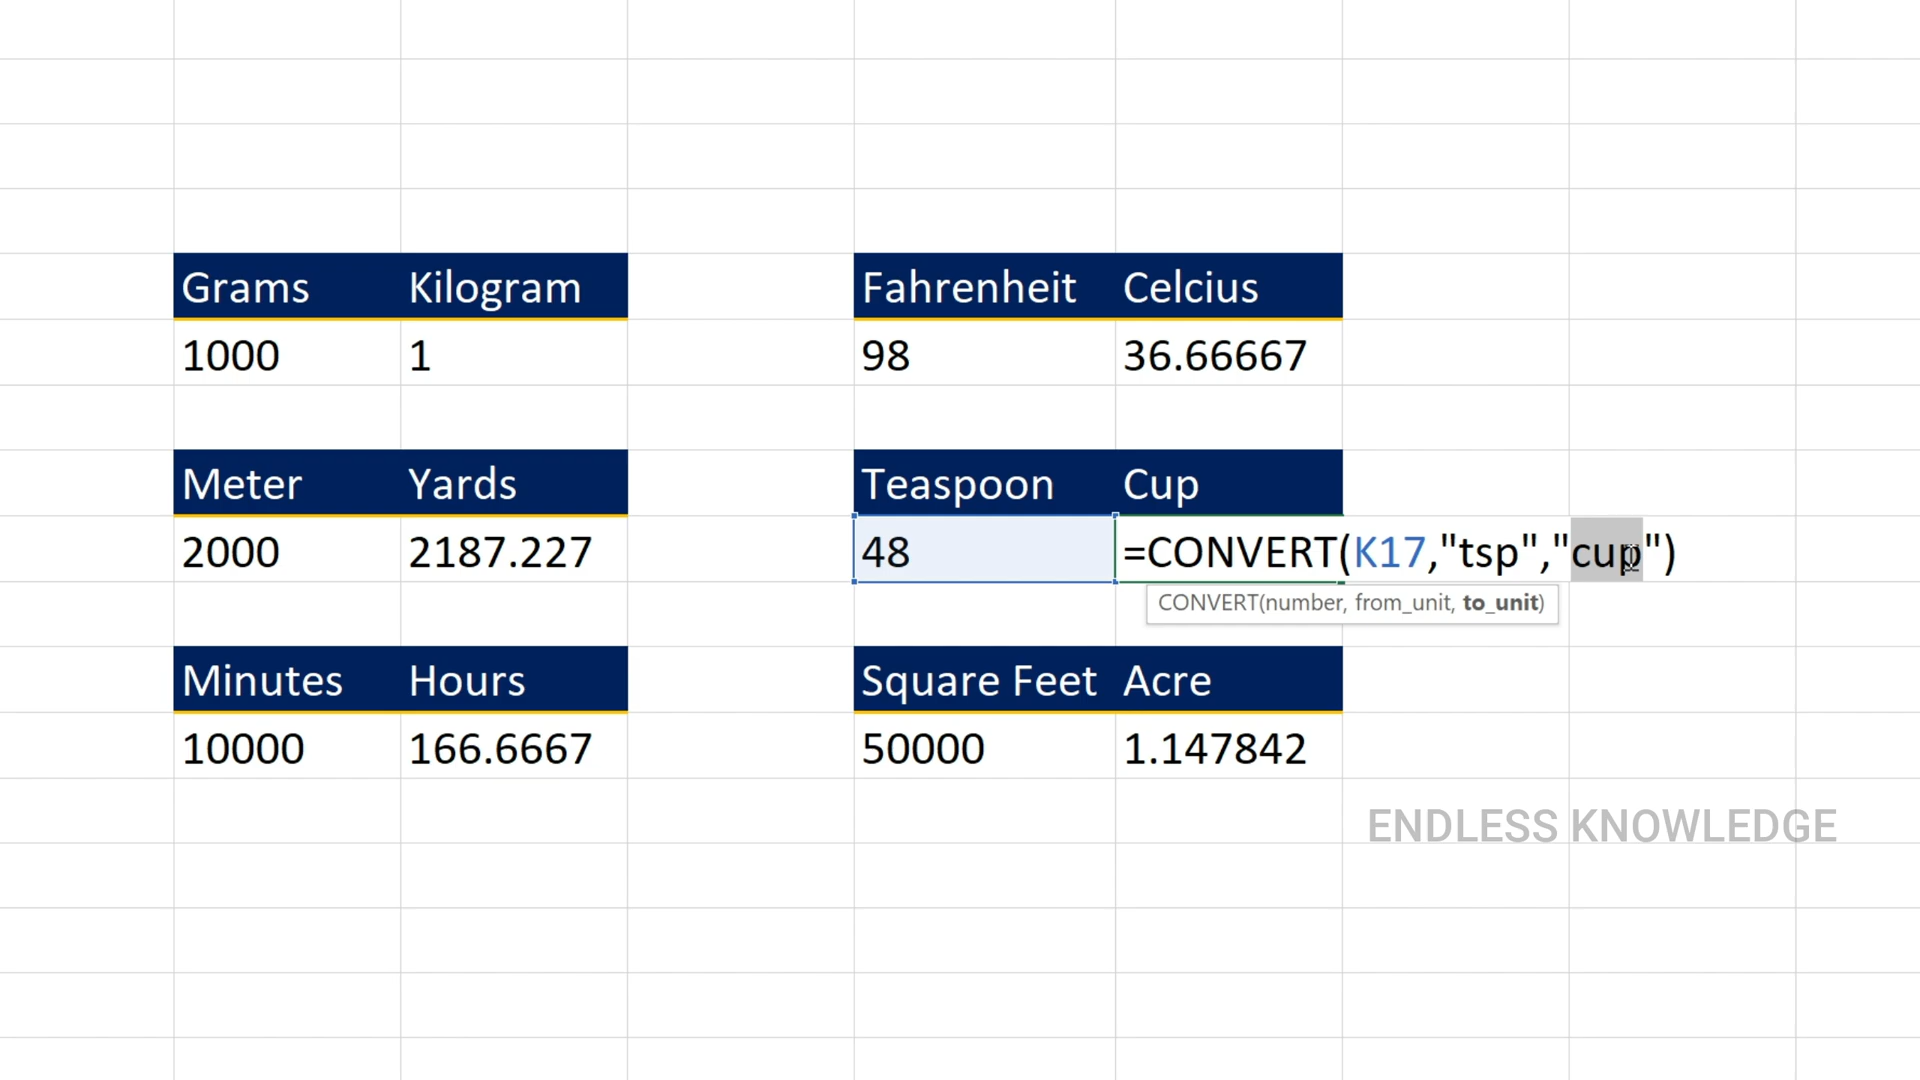 Grams Kilogram
1000 1
Meter Yards
2000 2187.227
Minutes Hours
10000 166.6667
Fahrenheit Celcius
98 36.66667
Teaspoon Cup
48 =CONVERT(K17,"tsp","cup")
CONVERT(number, from_unit, to_unit)
Square Feet Acre
50000 1.147842
ENDLESS KNOWLEDGE